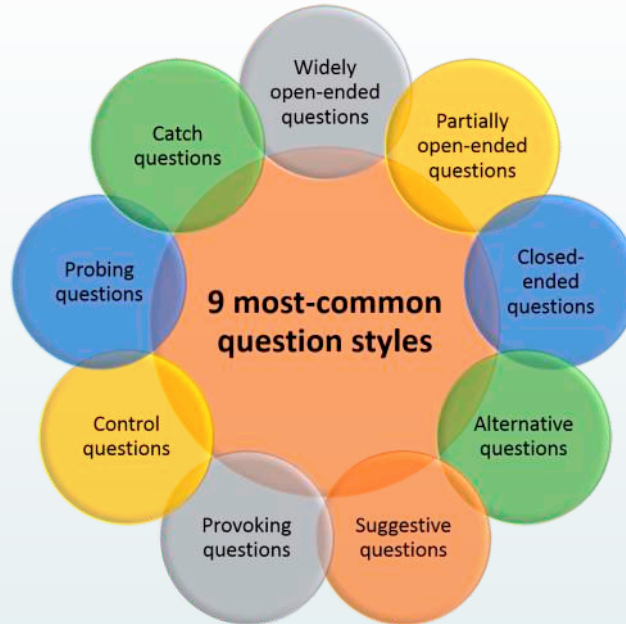 Widely
open-ended
questions
Partially
open-ended
questions
Closed-
ended
questions
Alternative
questions
Suggestive
questions
Provoking
questions
Control
questions
Probing
questions
Catch
questions
9 most-common
question styles